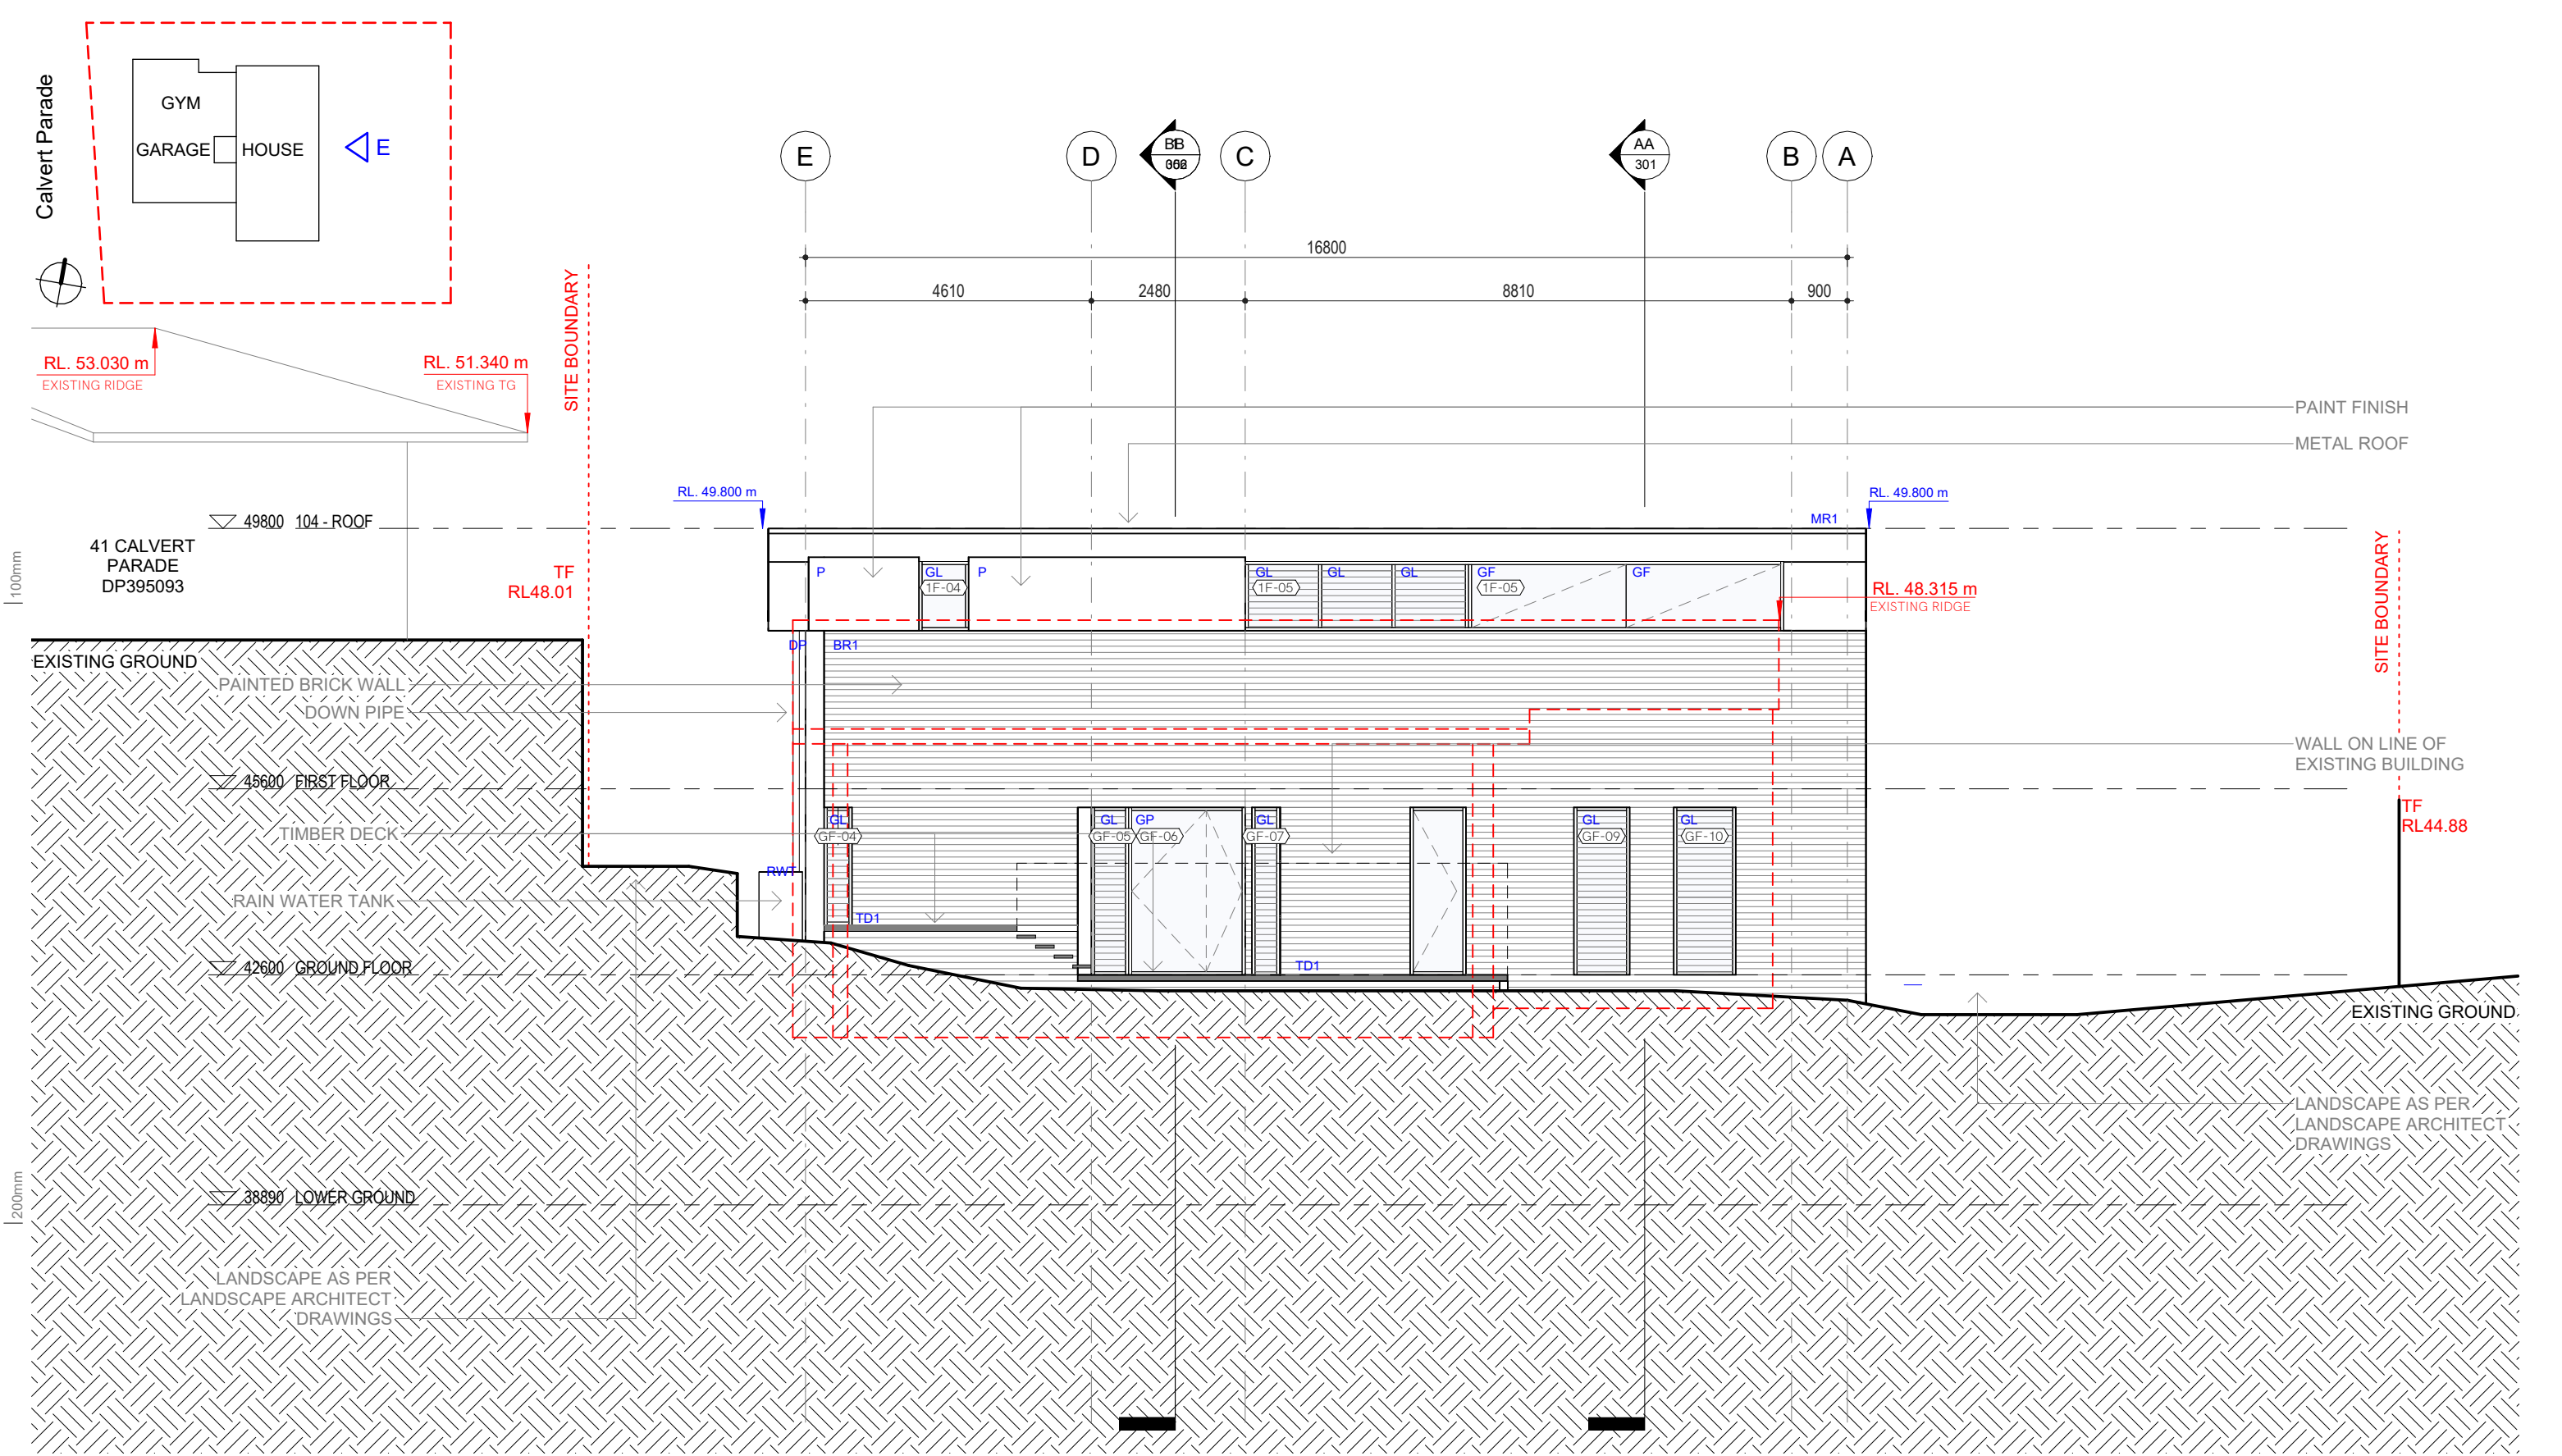 Calvert Parade
GYM
GARAGE
HOUSE
E
E
D
C
AA
301
B
A
16800
4610
2480
8810
900
SITE BOUNDARY
RL. 53.030 m
EXISTING RIDGE
RL. 51.340 m
EXISTING TG
PAINT FINISH
METAL ROOF
RL. 49.800 m
RL. 49.800 m
49800 104 - ROOF
MR1
41 CALVERT
PARADE
DP395093
100mm
TF
RL48.01
P
GL
1F-04
P
GL
1F-05
GL
GL
GF
1F-05
GF
RL. 48.315 m
EXISTING RIDGE
SITE BOUNDARY
EXISTING GROUND
DP
BR1
PAINTED BRICK WALL
DOWN PIPE
WALL ON LINE OF
EXISTING BUILDING
45600 FIRST FLOOR
TIMBER DECK
GL
GF-04
GL
GF-05
GP
GF-06
GL
GF-07
GL
GF-09
GL
GF-10
TF
RL44.88
RWT
RAIN WATER TANK
TD1
42600 GROUND FLOOR
TD1
EXISTING GROUND
LANDSCAPE AS PER
LANDSCAPE ARCHITECT
DRAWINGS
200mm
38890 LOWER GROUND
LANDSCAPE AS PER
LANDSCAPE ARCHITECT
DRAWINGS